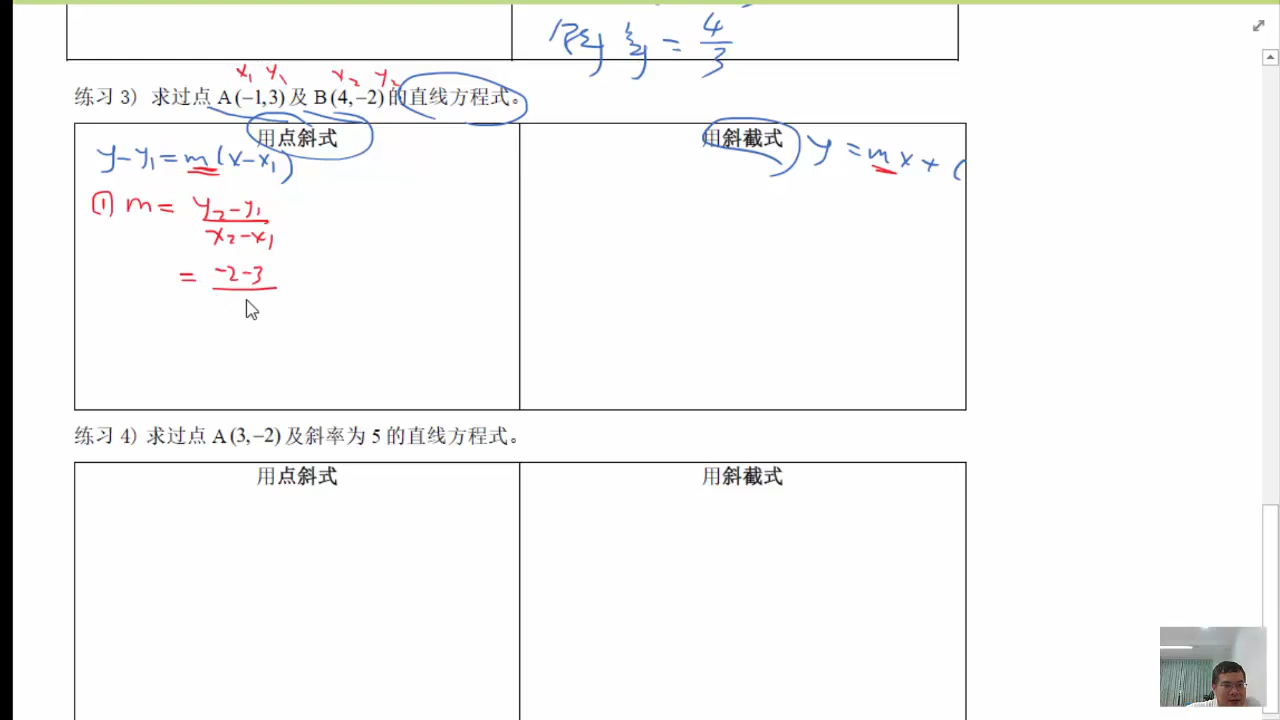 = 4/3
x₁ y₁ x₂ y₂
练习 3) 求过点 A(−1,3)及 B(4,−2)的直线方程式。
用点斜式
y−y₁=m(x−x₁)
① m= y₂−y₁/x₂−x₁
= −2−3
用斜截式
y=mx+c
练习 4) 求过点 A(3,−2)及斜率为 5 的直线方程式。
用点斜式
用斜截式